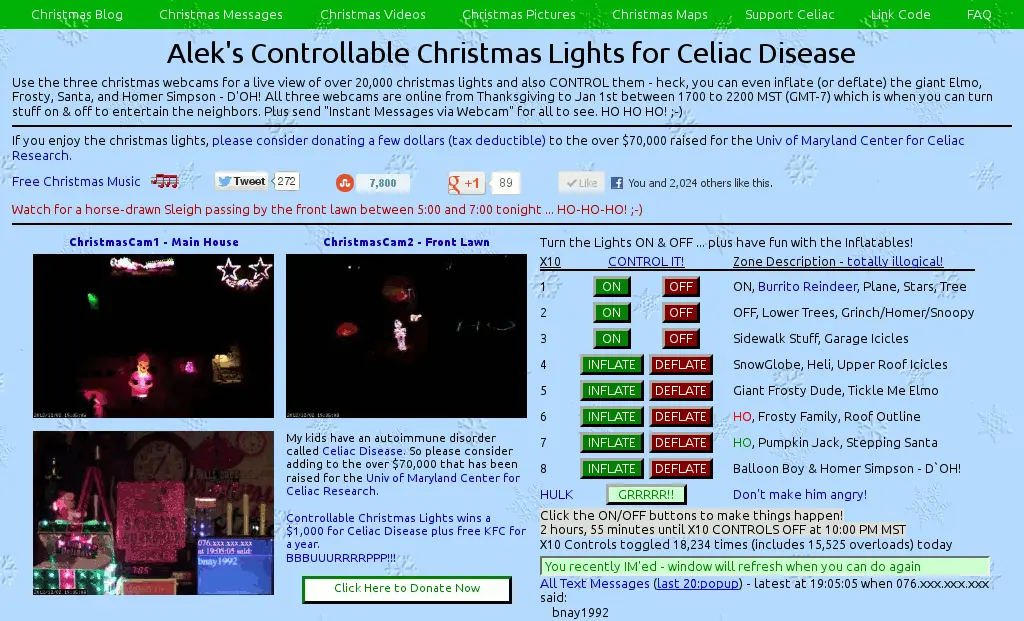 Christmas Blog Christmas Messages Christmas Videos Christmas Pictures Christmas Maps Support Celiac Link Code FAQ
Alek's Controllable Christmas Lights for Celiac Disease
Use the three christmas webcams for a live view of over 20,000 christmas lights and also CONTROL them - heck, you can even inflate (or deflate) the giant Elmo,
Frosty, Santa, and Homer Simpson - D'OH! All three webcams are online from Thanksgiving to Jan 1st between 1700 to 2200 MST (GMT-7) which is when you can turn
stuff on & off to entertain the neighbors. Plus send "Instant Messages via Webcam" for all to see. HO HO HO! ;-)
If you enjoy the christmas lights, please consider donating a few dollars (tax deductible) to the over $70,000 raised for the Univ of Maryland Center for Celiac
Research.
Free Christmas Music Tweet 272 7,800 +1 89 Like You and 2,024 others like this.
Watch for a horse-drawn Sleigh passing by the front lawn between 5:00 and 7:00 tonight ... HO-HO-HO! ;-)
ChristmasCam1 - Main House
ChristmasCam2 - Front Lawn
HO
2012/12/02 19:05:06
My kids have an autoimmune disorder
called Celiac Disease. So please consider
adding to the over $70,000 that has been
raised for the Univ of Maryland Center for
Celiac Research.
Controllable Christmas Lights wins a
$1,000 for Celiac Disease plus free KFC for
a year.
BBBUUURRRRPPP!!!
076.xxx.xxx.xxx
at 19:05:05 said:
bnay1992
Click Here to Donate Now
Turn the Lights ON & OFF ... plus have fun with the Inflatables!
X10 CONTROL IT! Zone Description - totally illogical!
1 ON OFF ON, Burrito Reindeer, Plane, Stars, Tree
2 ON OFF OFF, Lower Trees, Grinch/Homer/Snoopy
3 ON OFF Sidewalk Stuff, Garage Icicles
4 INFLATE DEFLATE SnowGlobe, Heli, Upper Roof Icicles
5 INFLATE DEFLATE Giant Frosty Dude, Tickle Me Elmo
6 INFLATE DEFLATE HO, Frosty Family, Roof Outline
7 INFLATE DEFLATE HO, Pumpkin Jack, Stepping Santa
8 INFLATE DEFLATE Balloon Boy & Homer Simpson - D`OH!
HULK GRRRRR!! Don't make him angry!
Click the ON/OFF buttons to make things happen!
2 hours, 55 minutes until X10 CONTROLS OFF at 10:00 PM MST
X10 Controls toggled 18,234 times (includes 15,525 overloads) today
You recently IM'ed - window will refresh when you can do again
All Text Messages (last 20:popup) - latest at 19:05:05 when 076.xxx.xxx.xxx
said:
bnay1992